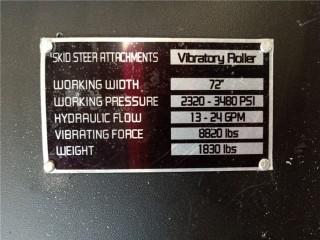 SKID STEER ATTACHMENTS Vibratory Roller
WORKING WIDTH 72"
WORKING PRESSURE 2320 - 3480 PSI
HYDRAULIC FLOW 13 - 24 GPM
VIBRATING FORCE 8820 lbs
WEIGHT 1830 lbs